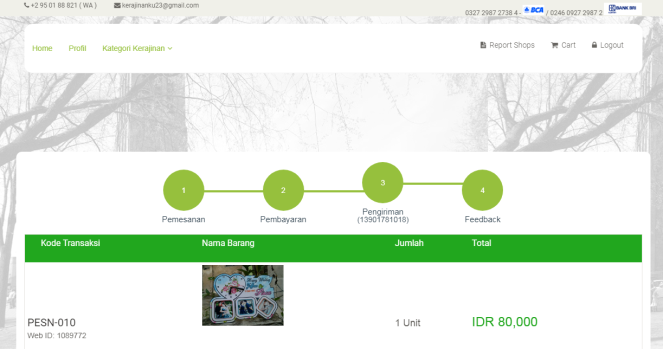 +2 95 01 88 821 ( WA ) kerajinanku23@gmail.com
0327 2987 2738 4 - BCA / 0246 0927 2987 2 BANK BRI
Home Profil Kategori Kerajinan Report Shops Cart Logout
1 2 3 4
Pemesanan Pembayaran Pengiriman Feedback
(13901781018)
Kode Transaksi Nama Barang Jumlah Total
PESN-010 1 Unit IDR 80,000
Web ID: 1089772